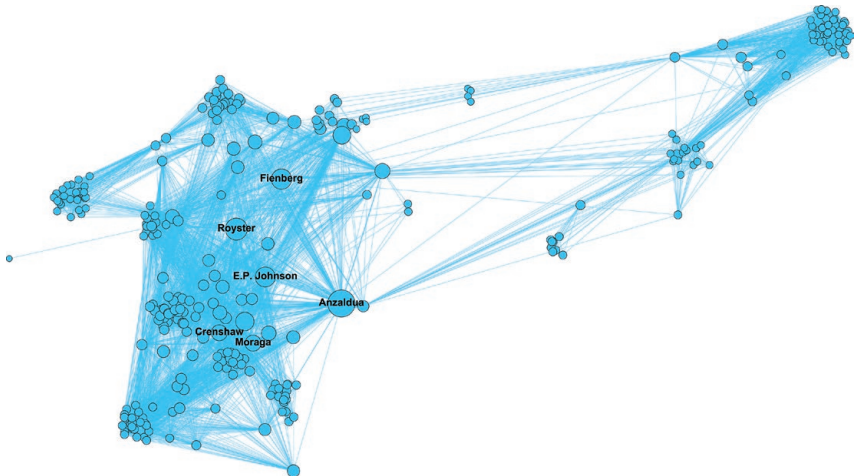 Fienberg
Royster
E.P. Johnson
Anzaldua
Crenshaw
Moraga